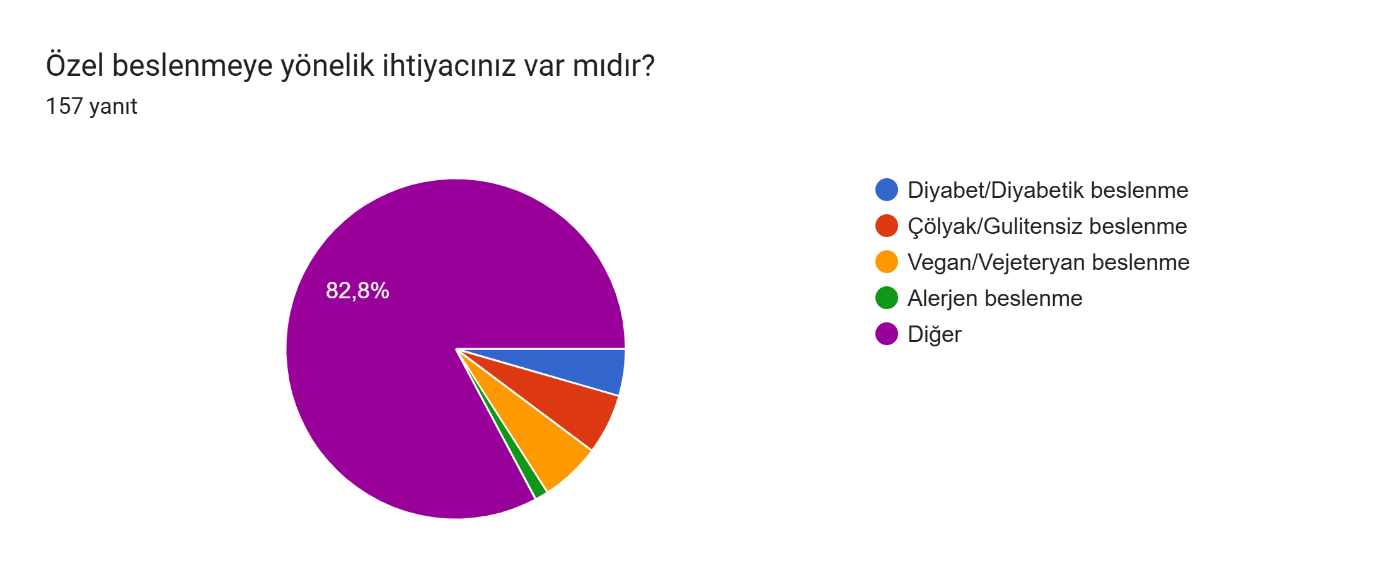 Özel beslenmeye yönelik ihtiyacınız var mıdır?
157 yanıt
82,8%
Diyabet/Diyabetik beslenme
Çölyak/Gulitensiz beslenme
Vegan/Vejeteryan beslenme
Alerjen beslenme
Diğer